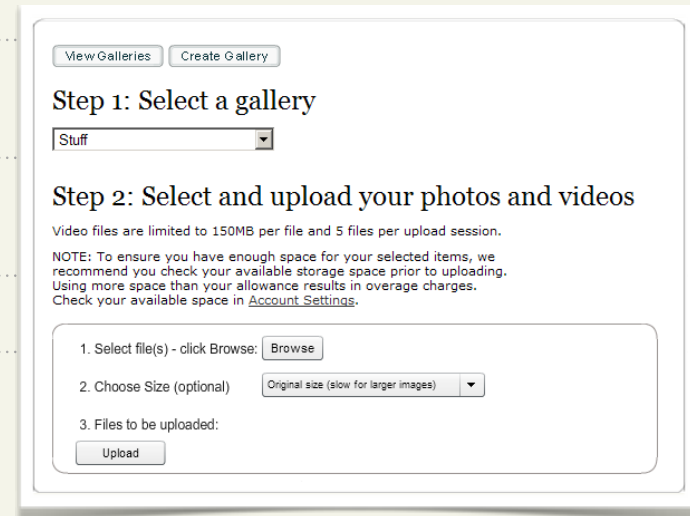 View Galleries Create Gallery
Step 1: Select a gallery
Stuff
Step 2: Select and upload your photos and videos
Video files are limited to 150MB per file and 5 files per upload session.
NOTE: To ensure you have enough space for your selected items, we
recommend you check your available storage space prior to uploading.
Using more space than your allowance results in overage charges.
Check your available space in Account Settings.
1. Select file(s) - click Browse: Browse
2. Choose Size (optional) Original size (slow for larger images)
3. Files to be uploaded:
Upload